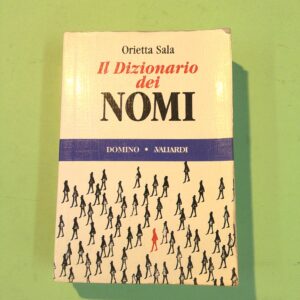 Orietta Sala
Il Dizionario
dei
NOMI
DOMINO • VALLARDI